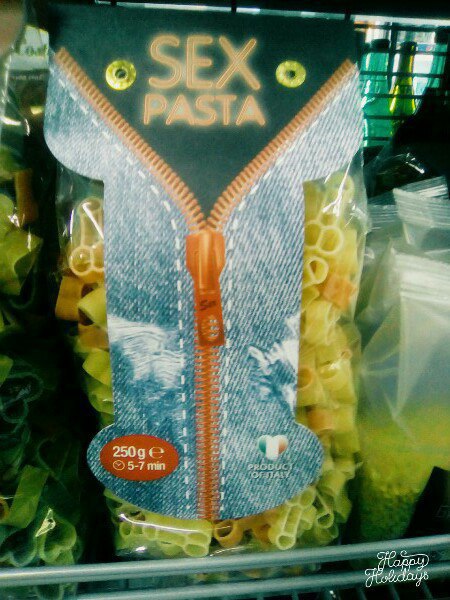 SEX
PASTA
250g ℮
5-7 min
PRODUCT
OF ITALY
Happy
Holidays